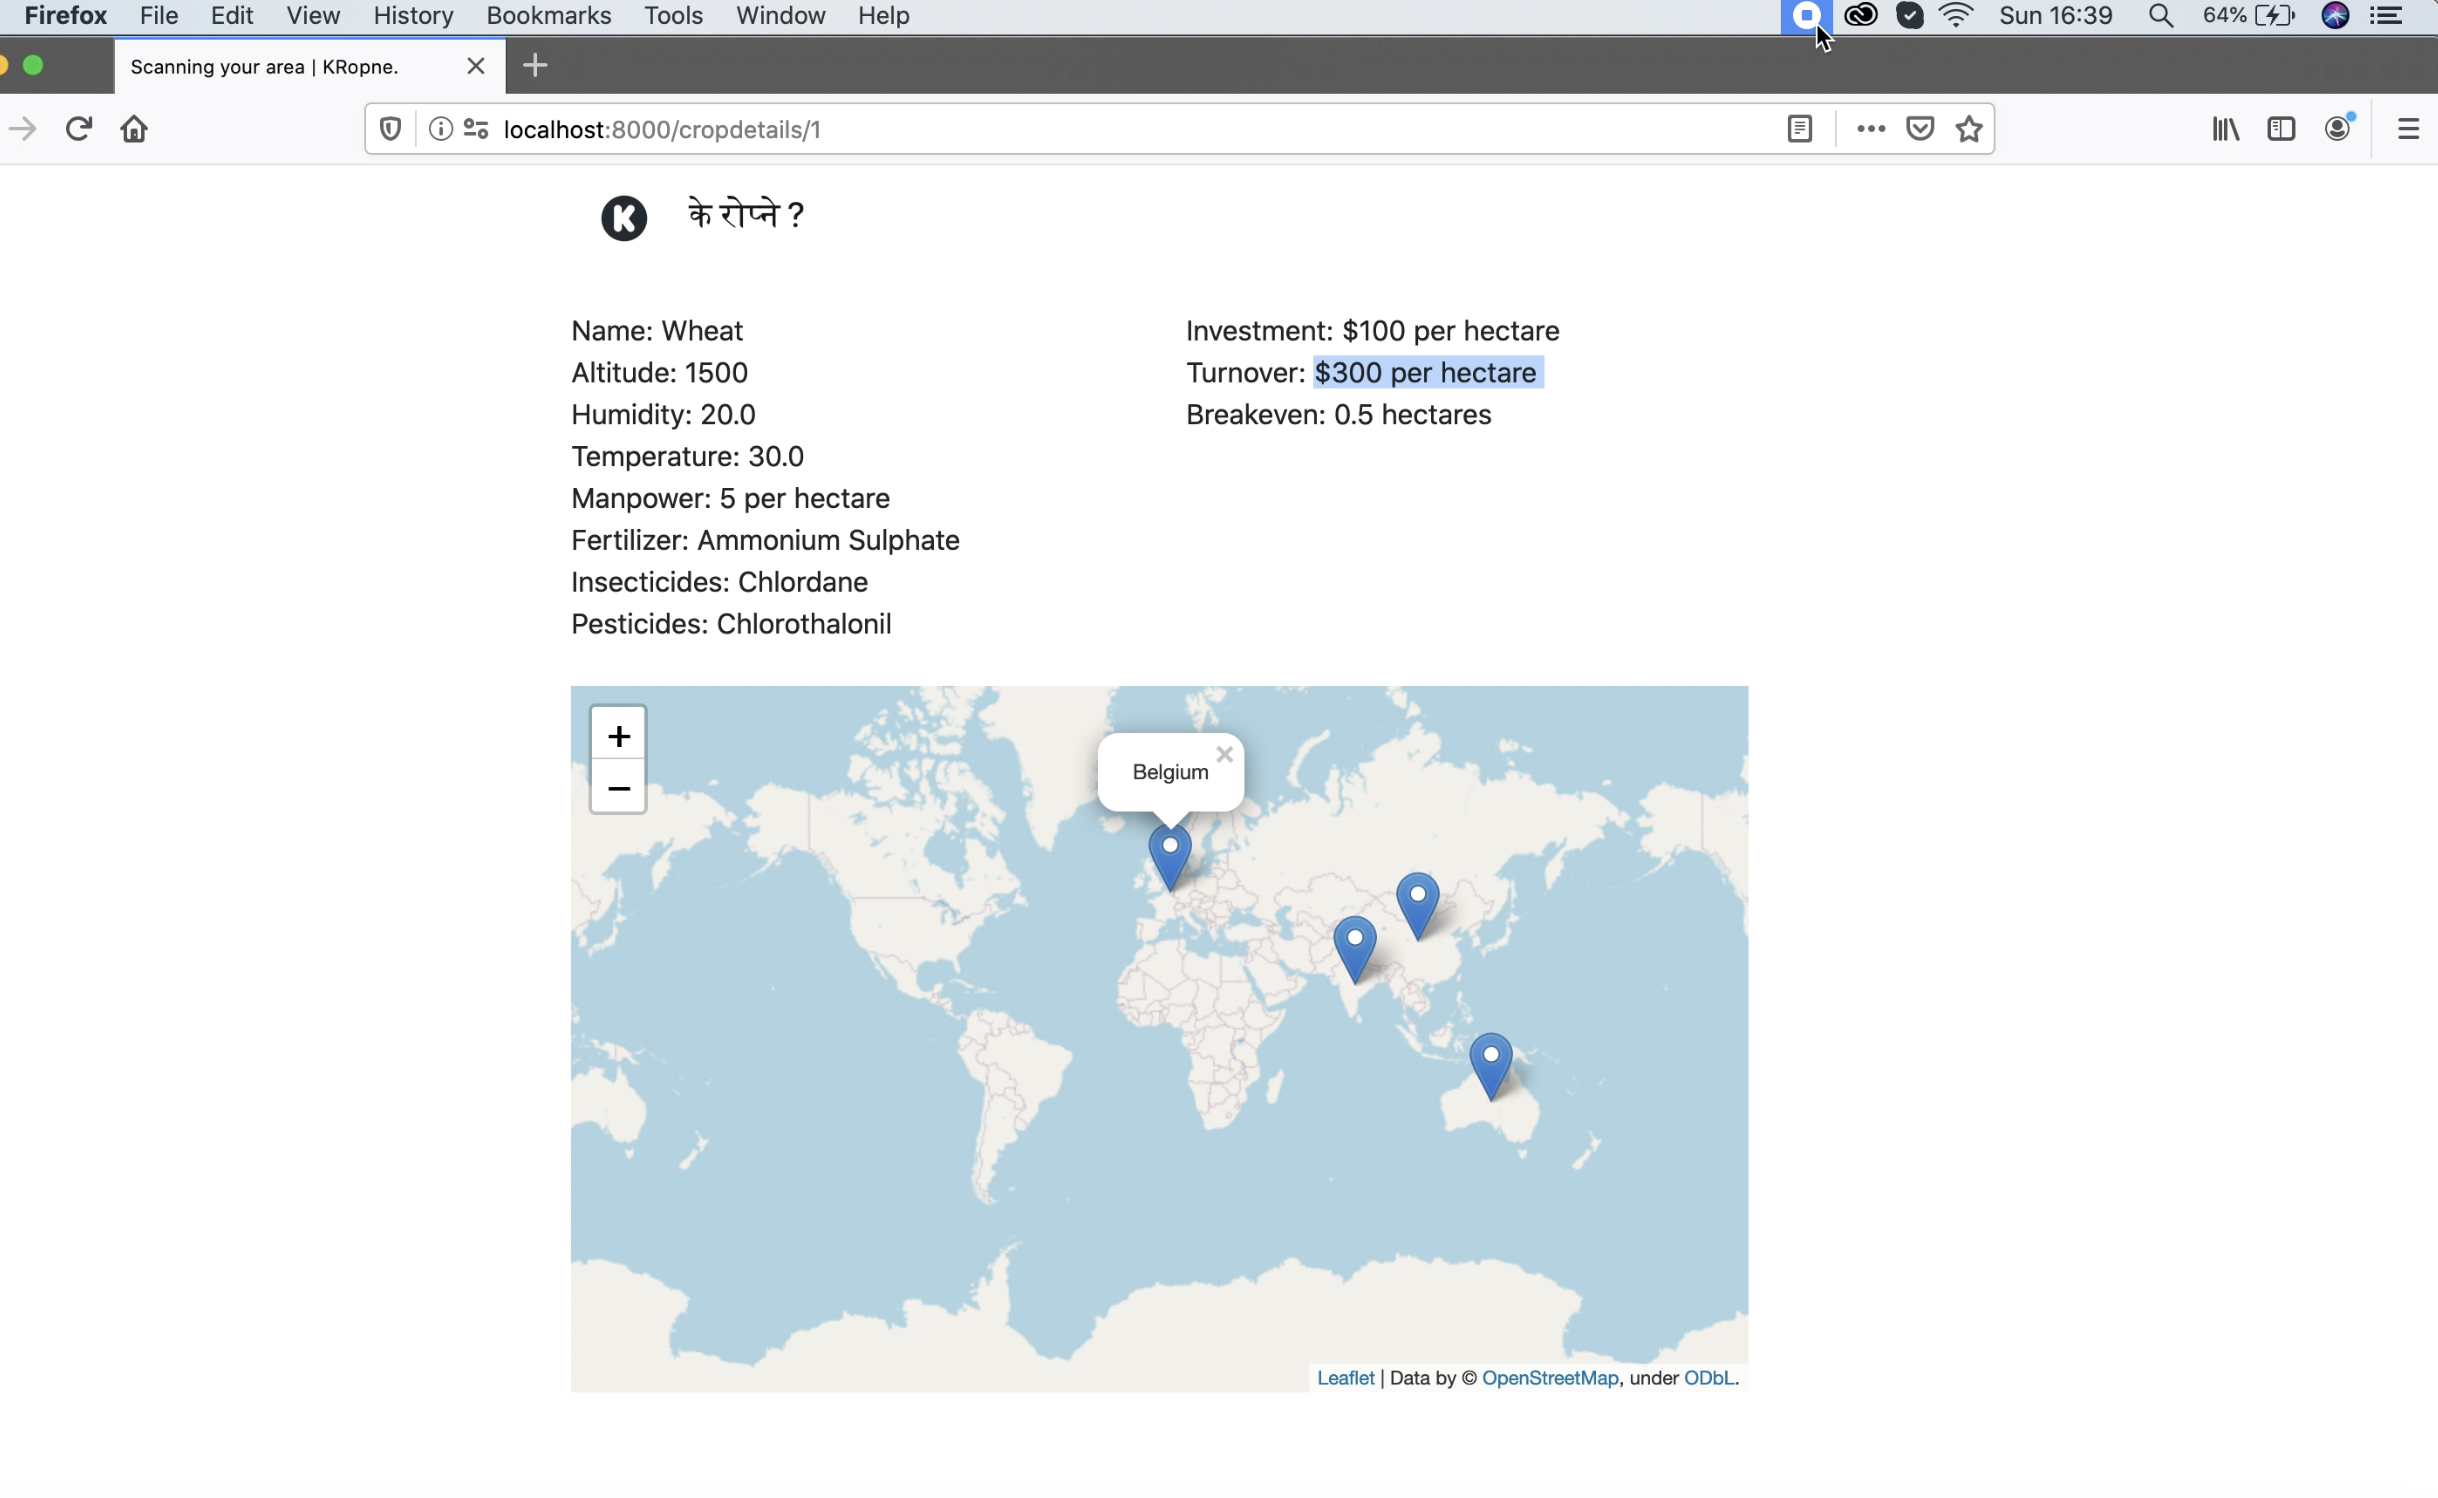 Firefox File Edit View History Bookmarks Tools Window Help Sun 16:39 64%
Scanning your area | KRopne.
localhost:8000/cropdetails/1
K के रोप्ने ?
Name: Wheat
Altitude: 1500
Humidity: 20.0
Temperature: 30.0
Manpower: 5 per hectare
Fertilizer: Ammonium Sulphate
Insecticides: Chlordane
Pesticides: Chlorothalonil
Investment: $100 per hectare
Turnover: $300 per hectare
Breakeven: 0.5 hectares
+
−
Belgium ×
Leaflet | Data by © OpenStreetMap, under ODbL.